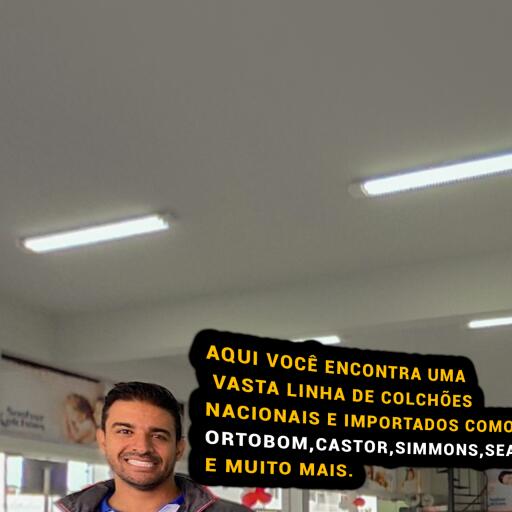 AQUI VOCÊ ENCONTRA UMA
VASTA LINHA DE COLCHÕES
NACIONAIS E IMPORTADOS COMO
ORTOBOM,CASTOR,SIMMONS,SEA
E MUITO MAIS.